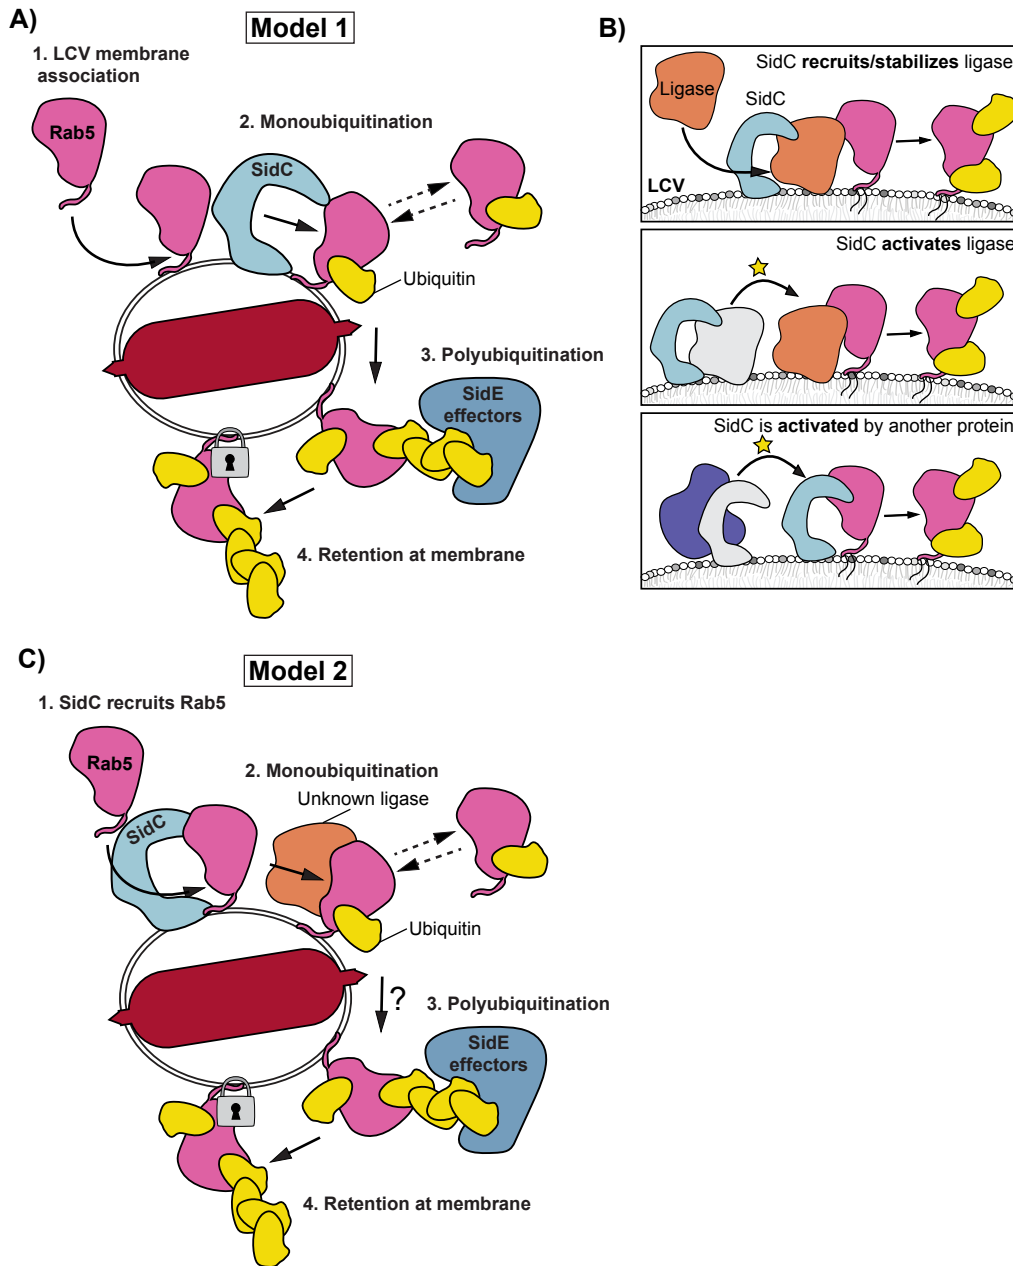 A)
Model 1
1. LCV membrane
association
Rab5
2. Monoubiquitination
SidC
Ubiquitin
3. Polyubiquitination
SidE
effectors
4. Retention at membrane
B)
SidC recruits/stabilizes ligase
Ligase
SidC
LCV
SidC activates ligase
SidC is activated by another protein
C)
Model 2
1. SidC recruits Rab5
Rab5
SidC
2. Monoubiquitination
Unknown ligase
Ubiquitin
?
3. Polyubiquitination
SidE
effectors
4. Retention at membrane